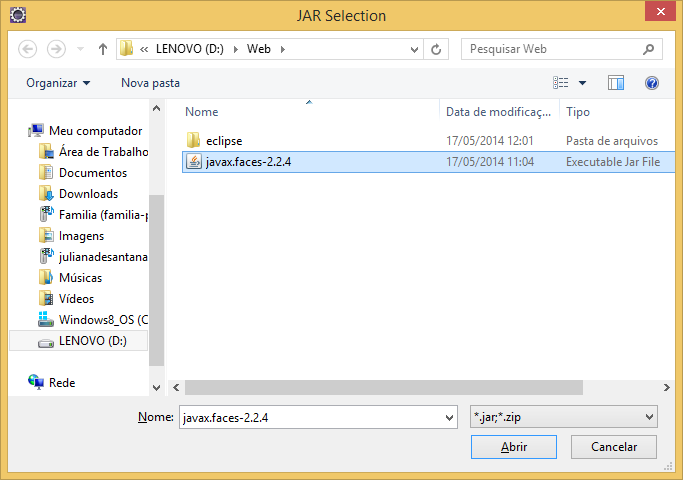 JAR Selection
« LENOVO (D:) Web
Pesquisar Web
Organizar Nova pasta
Nome Data de modificaç... Tipo
eclipse 17/05/2014 12:01 Pasta de arquivos
javax.faces-2.2.4 17/05/2014 11:04 Executable Jar File
Meu computador
Área de Trabalho
Documentos
Downloads
Familia (familia-p
Imagens
julianadesantana
Músicas
Vídeos
Windows8_OS (C
LENOVO (D:)
Rede
Nome: javax.faces-2.2.4 *.jar;*.zip
Abrir Cancelar